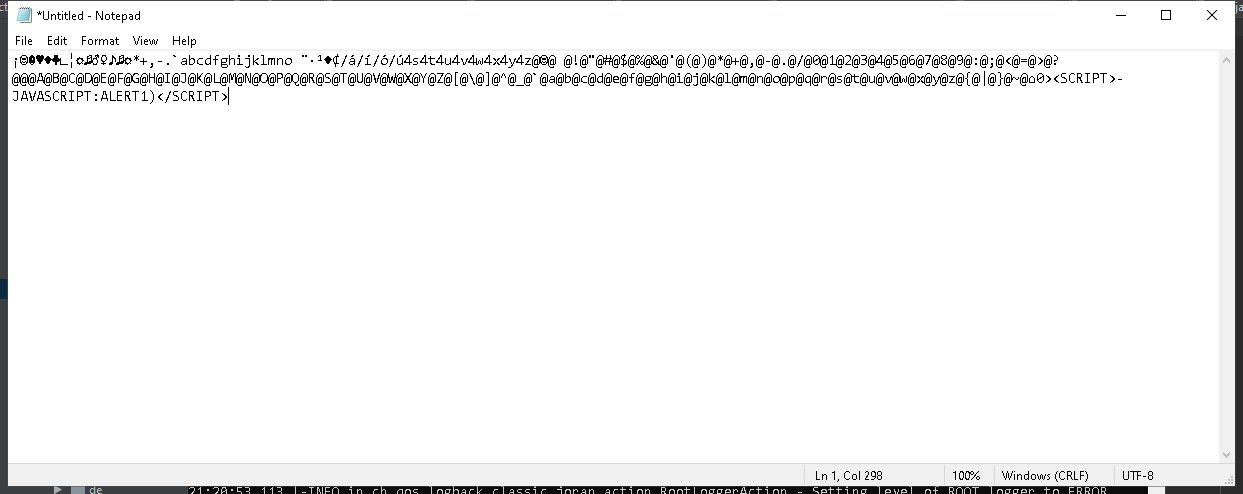 *Untitled - Notepad
File Edit Format View Help
¡☺☻♥♦♣∟¦☼♫♂♀♪♫☼*+,-.`abcdfghijklmno ¨·¹♦¢/á/í/ó/ú4s4t4u4v4w4x4y4z@☺@ @!@"@#@$@%@&@'@(@)@*@+@,@-@.@/@0@1@2@3@4@5@6@7@8@9@:@;@<@=@>@?
@@@A@B@C@D@E@F@G@H@I@J@K@L@M@N@O@P@Q@R@S@T@U@V@W@X@Y@Z@[@\@]@^@_@`@a@b@c@d@e@f@g@h@i@j@k@l@m@n@o@p@q@r@s@t@u@v@w@x@y@z@{@|@}@~@⌂0><SCRIPT>-
JAVASCRIPT:ALERT1)</SCRIPT>
Ln 1, Col 298 100% Windows (CRLF) UTF-8
de 21:20:53,113 |-INFO in ch.qos.logback.classic.joran.action.RootLoggerAction - Setting level of ROOT logger to ERROR